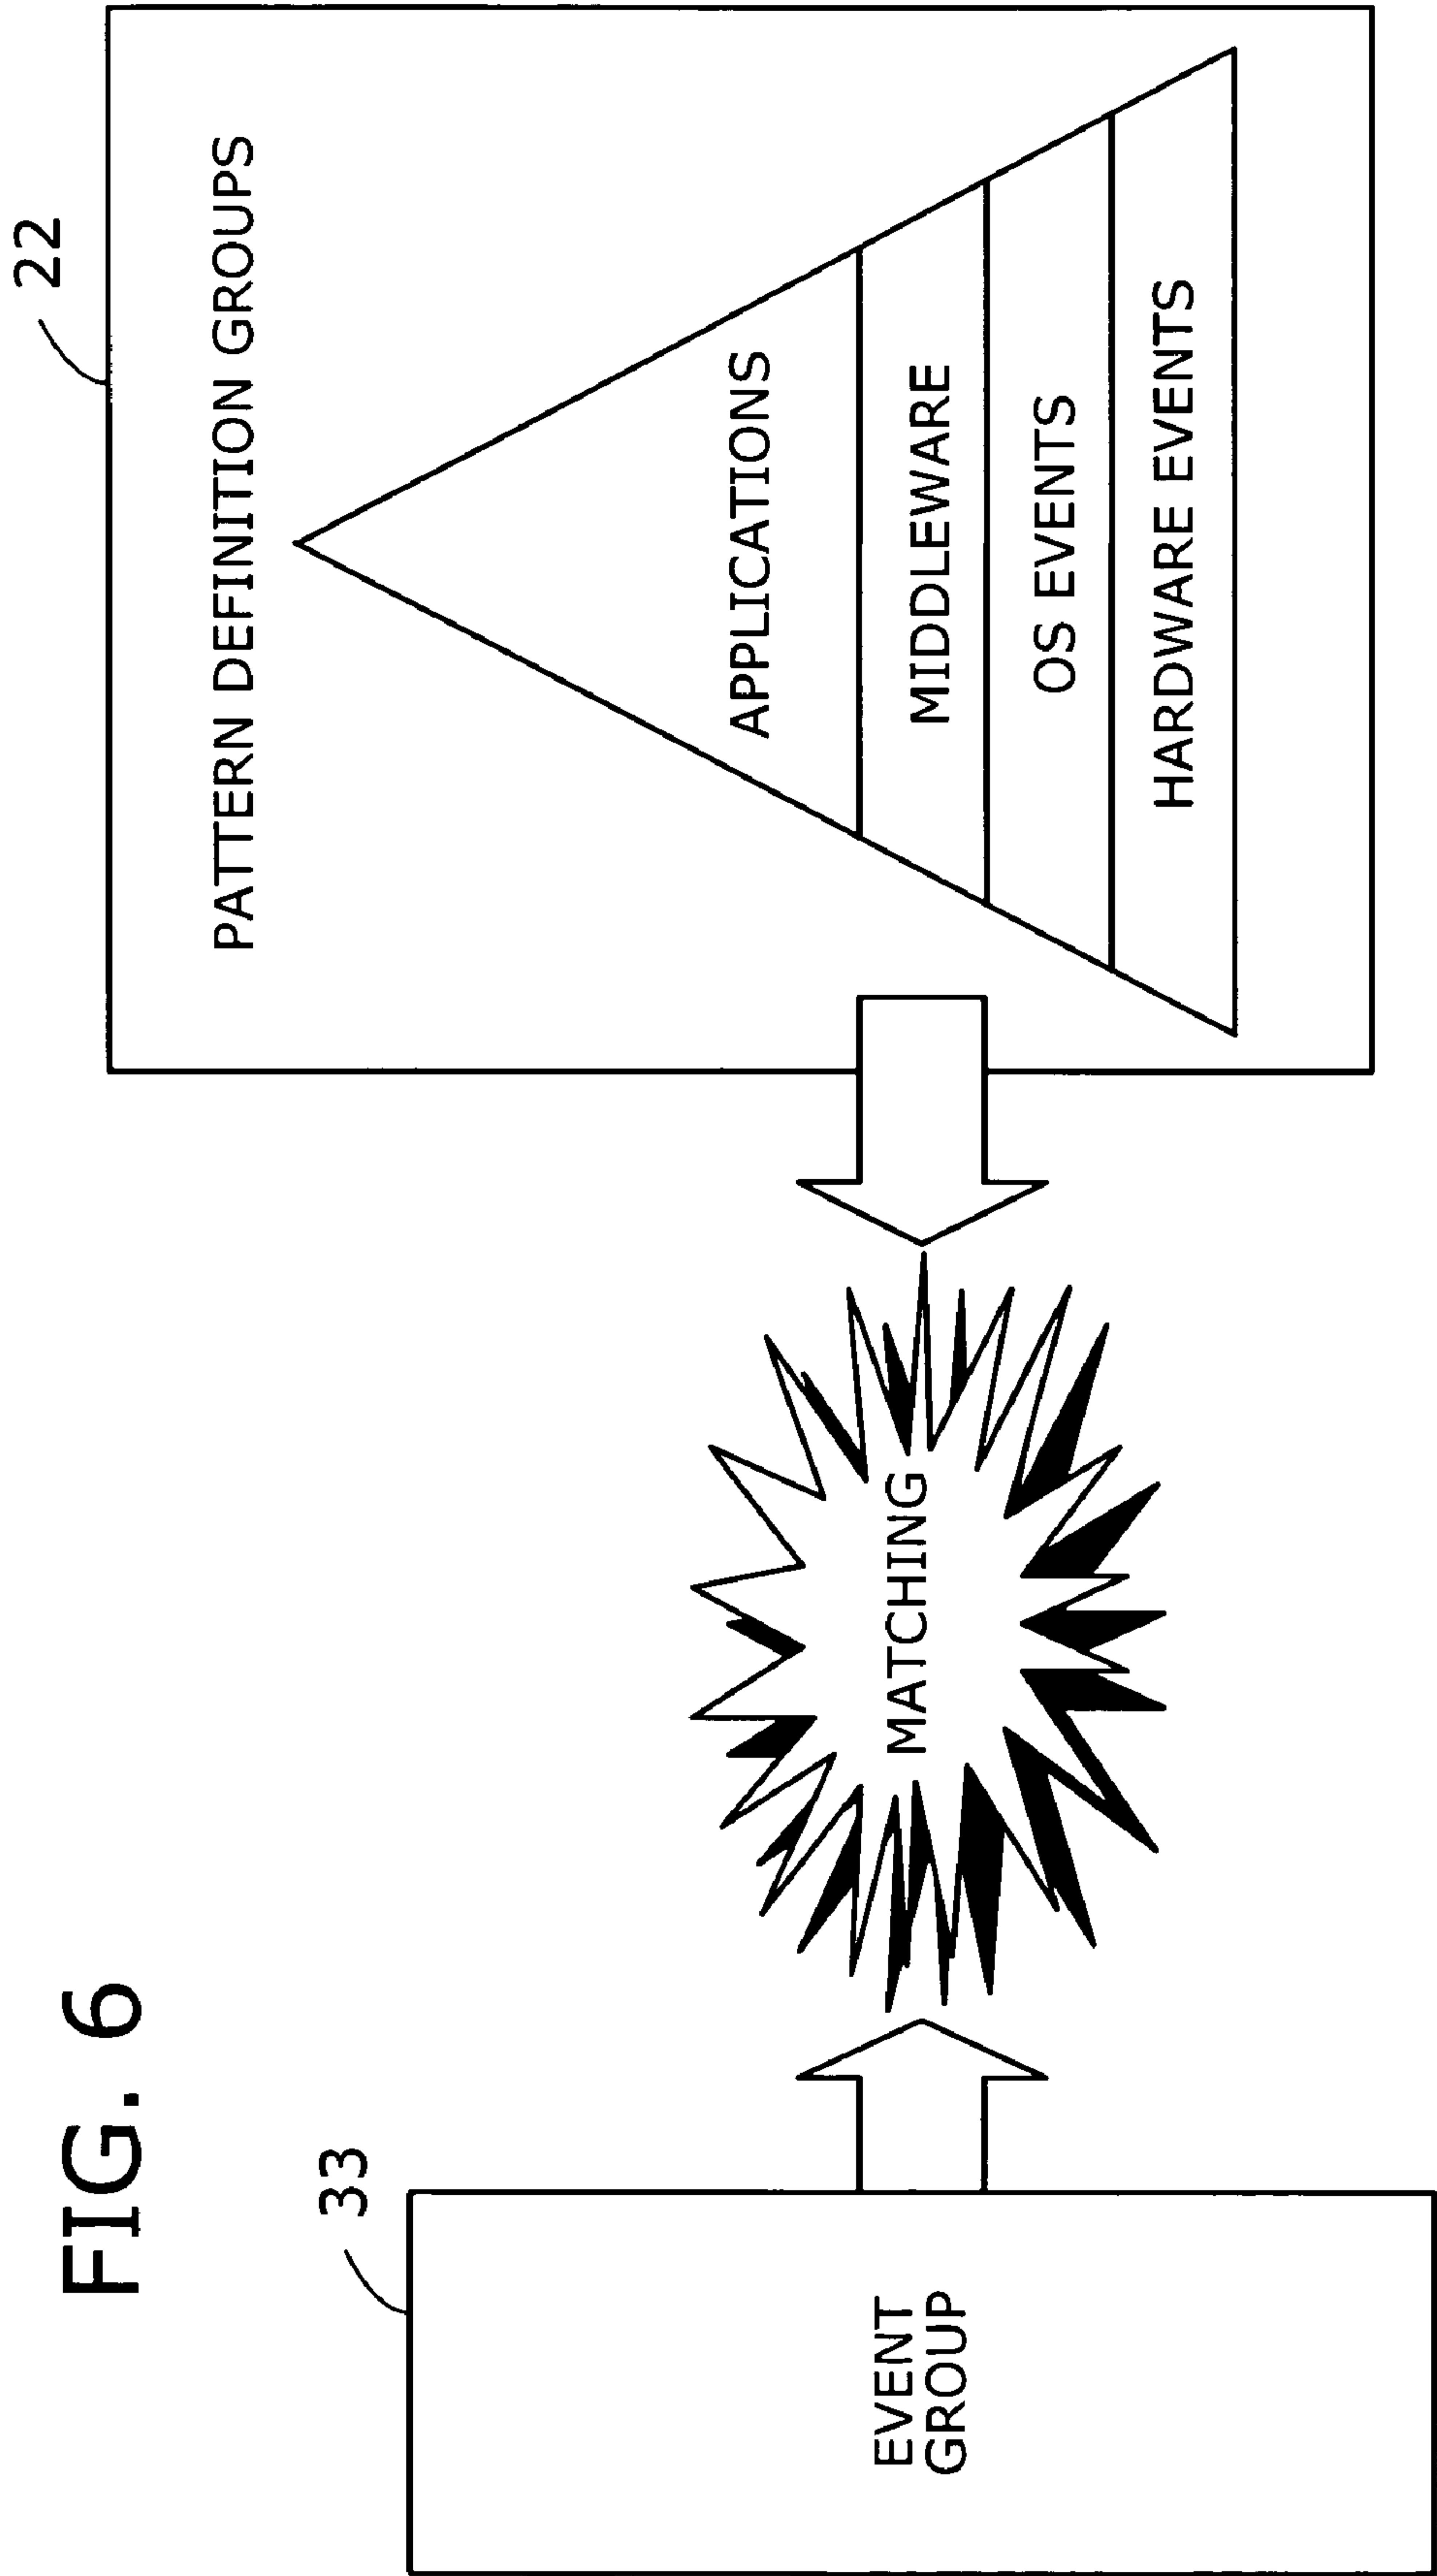 FIG. 6
33
EVENT
GROUP
MATCHING
22
PATTERN DEFINITION GROUPS
APPLICATIONS
MIDDLEWARE
OS EVENTS
HARDWARE EVENTS